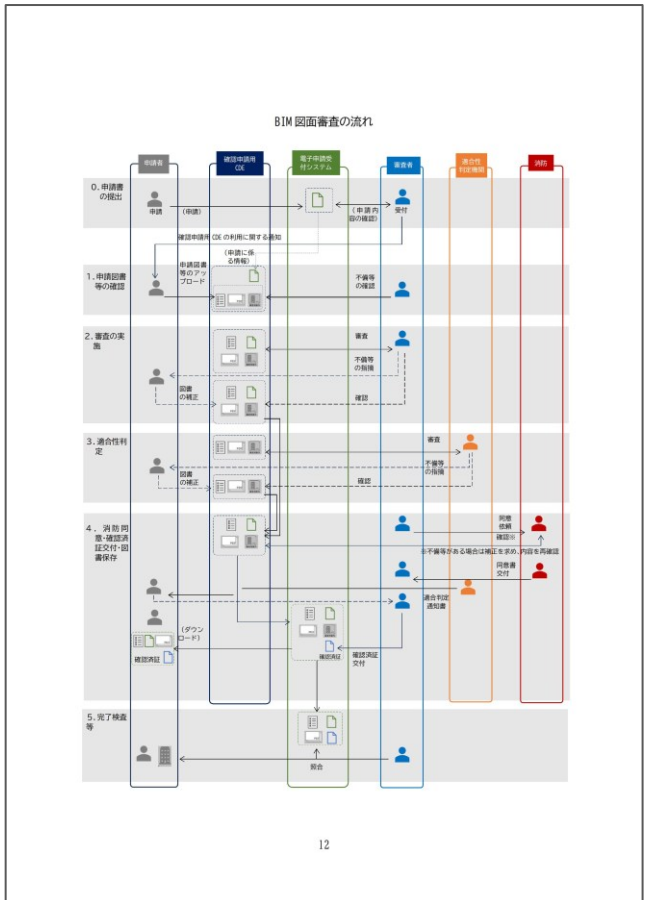 BIM図面審査の流れ
申請者
確認申請用
CDE
電子申請受
付システム
審査者
適合性
判定機関
消防
0.申請書
の提出
申請
(申請)
(申請内
容の確認)
受付
確認申請用 CDE の利用に関する通知
(申請に係
る情報)
1.申請図書
等の確認
申請図書
等のアッ
プロード
不備等
の確認
2.審査の実
施
審査
不備等
の指摘
図書
の補正
確認
3.適合性判
定
審査
不備等
の指摘
図書
の補正
確認
4. 消防同
意・確認済
証交付・図
書保存
同意
依頼
確認※
※不備等がある場合は補正を求め、内容を再確認
同意書
交付
適合判定
通知書
(ダウン
ロード)
確認済証
確認済証
確認済証
交付
5.完了検査
等
照合
12